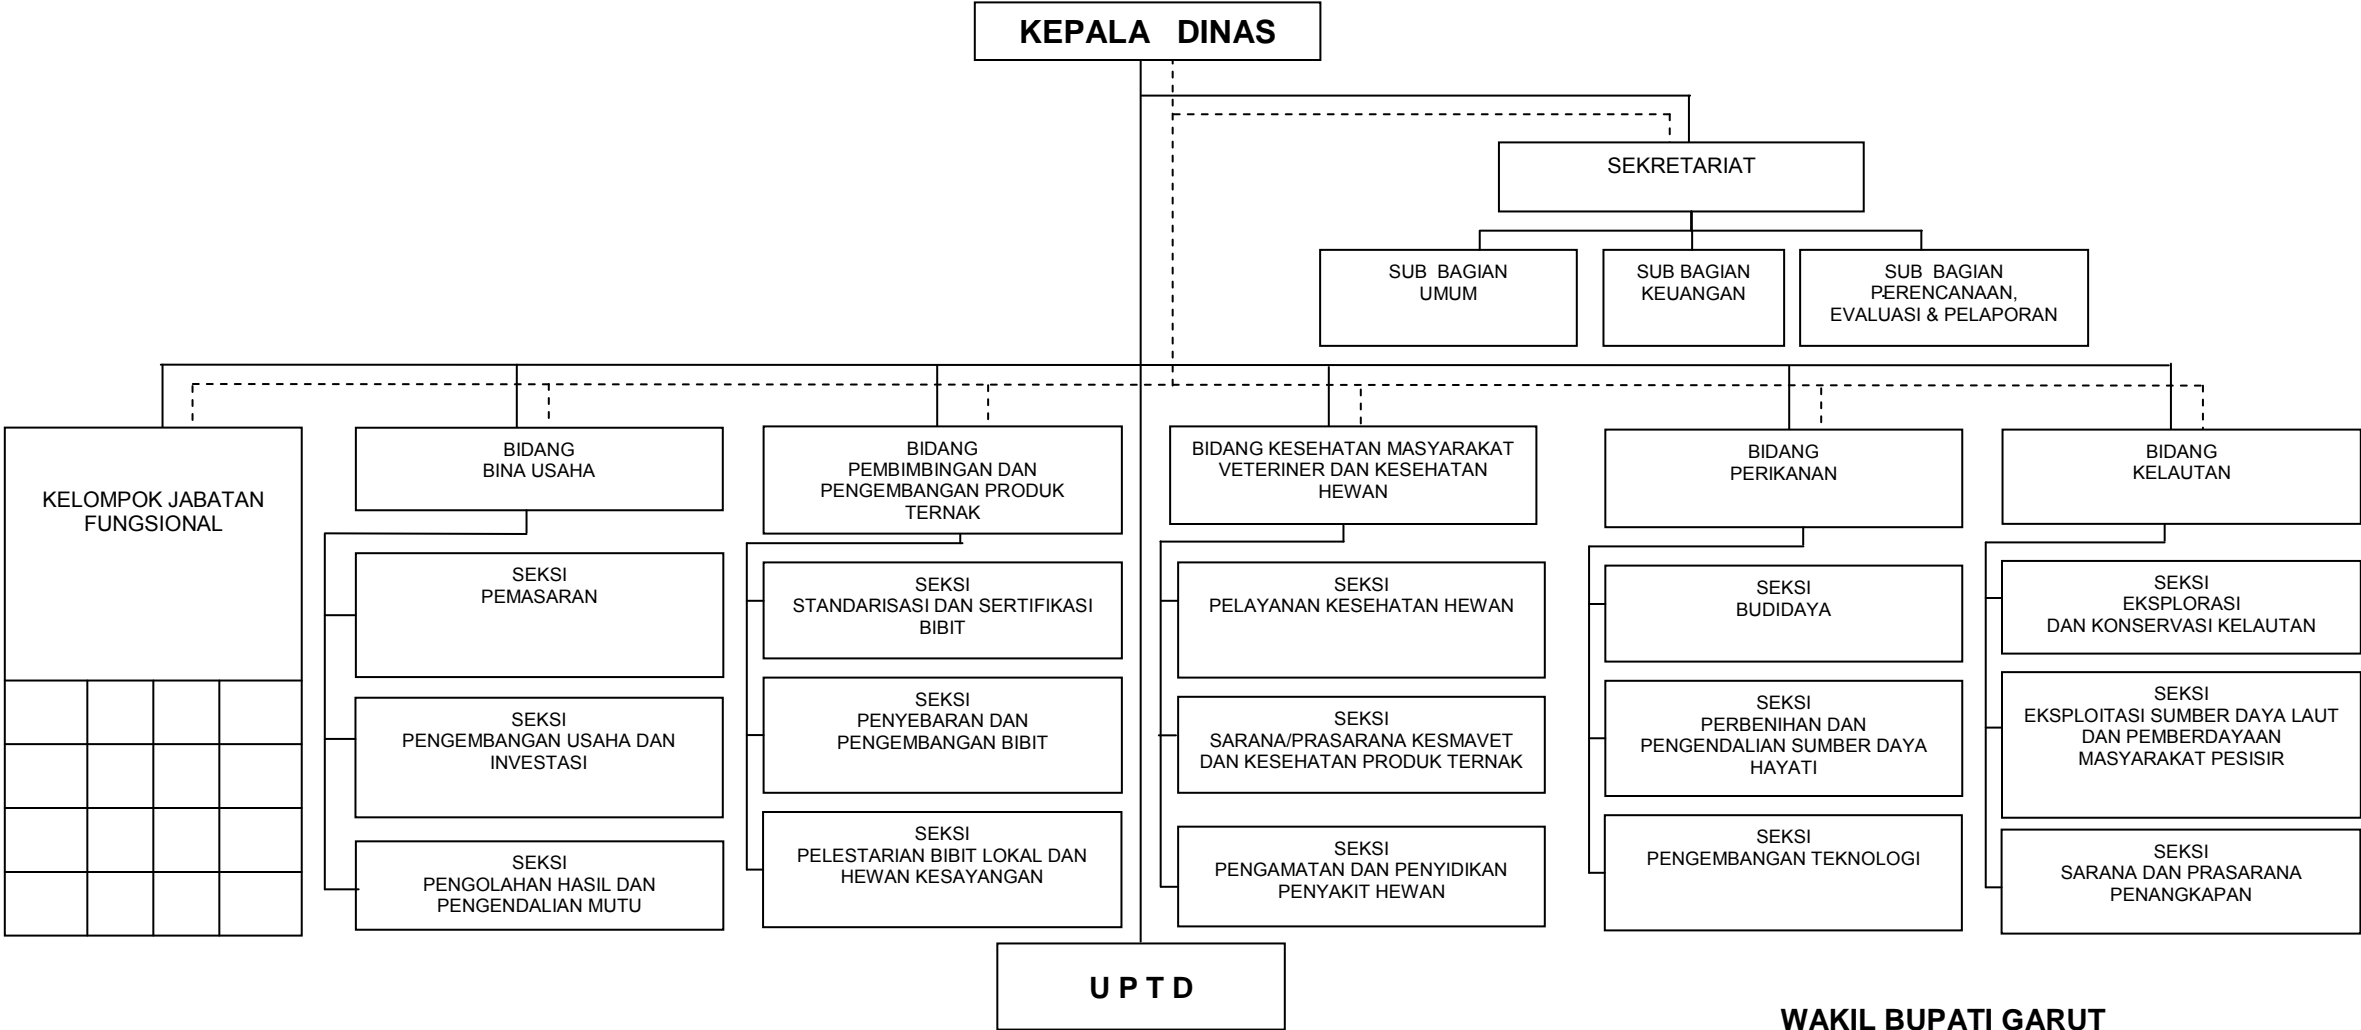 KEPALA DINAS
SEKRETARIAT
SUB BAGIAN
UMUM
SUB BAGIAN
KEUANGAN
SUB BAGIAN
PERENCANAAN,
EVALUASI & PELAPORAN
KELOMPOK JABATAN
FUNGSIONAL
BIDANG
BINA USAHA
BIDANG
PEMBIMBINGAN DAN
PENGEMBANGAN PRODUK
TERNAK
BIDANG KESEHATAN MASYARAKAT
VETERINER DAN KESEHATAN
HEWAN
BIDANG
PERIKANAN
BIDANG
KELAUTAN
SEKSI
PEMASARAN
SEKSI
PENGEMBANGAN USAHA DAN
INVESTASI
SEKSI
PENGOLAHAN HASIL DAN
PENGENDALIAN MUTU
SEKSI
STANDARISASI DAN SERTIFIKASI
BIBIT
SEKSI
PENYEBARAN DAN
PENGEMBANGAN BIBIT
SEKSI
PELESTARIAN BIBIT LOKAL DAN
HEWAN KESAYANGAN
SEKSI
PELAYANAN KESEHATAN HEWAN
SEKSI
SARANA/PRASARANA KESMAVET
DAN KESEHATAN PRODUK TERNAK
SEKSI
PENGAMATAN DAN PENYIDIKAN
PENYAKIT HEWAN
SEKSI
BUDIDAYA
SEKSI
PERBENIHAN DAN
PENGENDALIAN SUMBER DAYA
HAYATI
SEKSI
PENGEMBANGAN TEKNOLOGI
SEKSI
EKSPLORASI
DAN KONSERVASI KELAUTAN
SEKSI
EKSPLOITASI SUMBER DAYA LAUT
DAN PEMBERDAYAAN
MASYARAKAT PESISIR
SEKSI
SARANA DAN PRASARANA
PENANGKAPAN
U P T D
WAKIL BUPATI GARUT